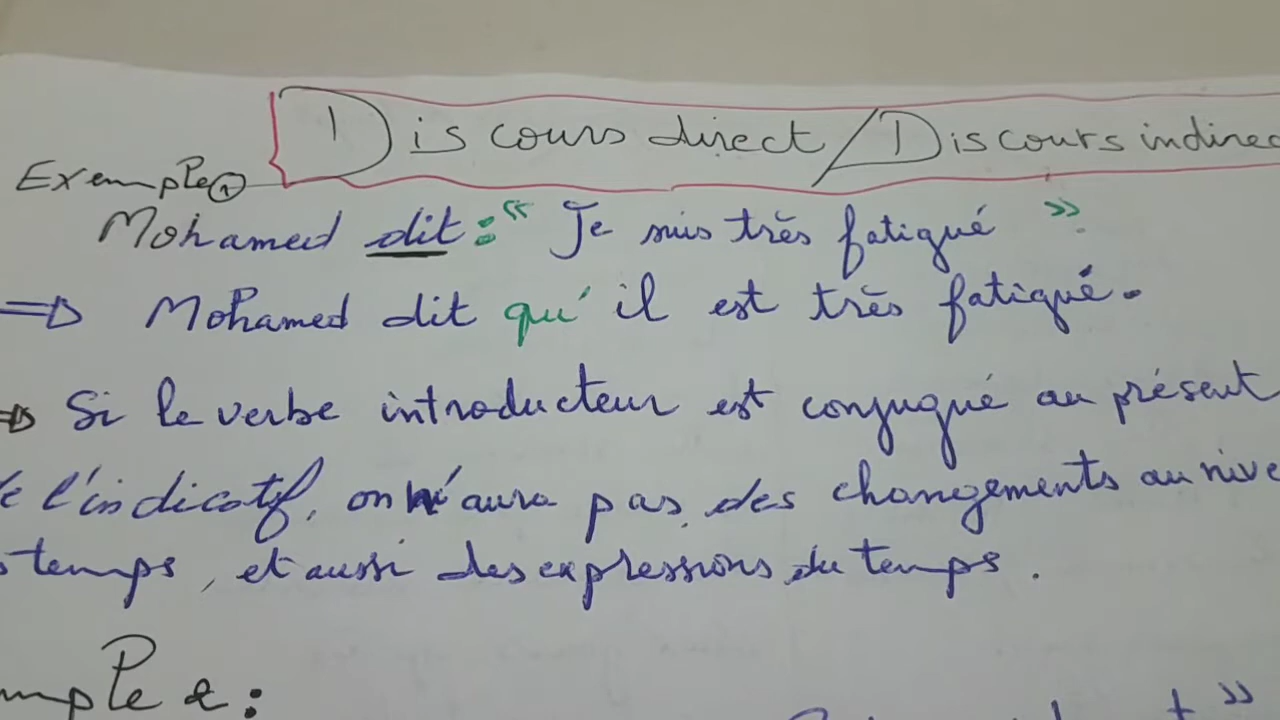 Discours direct / Discours indirec
Exemple 1
Mohamed dit : « Je suis très fatigué ».
⇒ Mohamed dit qu'il est très fatigué.
⇒ Si le verbe introducteur est conjugué au présent
de l'indicatif, on n'aura pas des changements au nive
temps, et aussi des expressions du temps.
mple 2 :
»